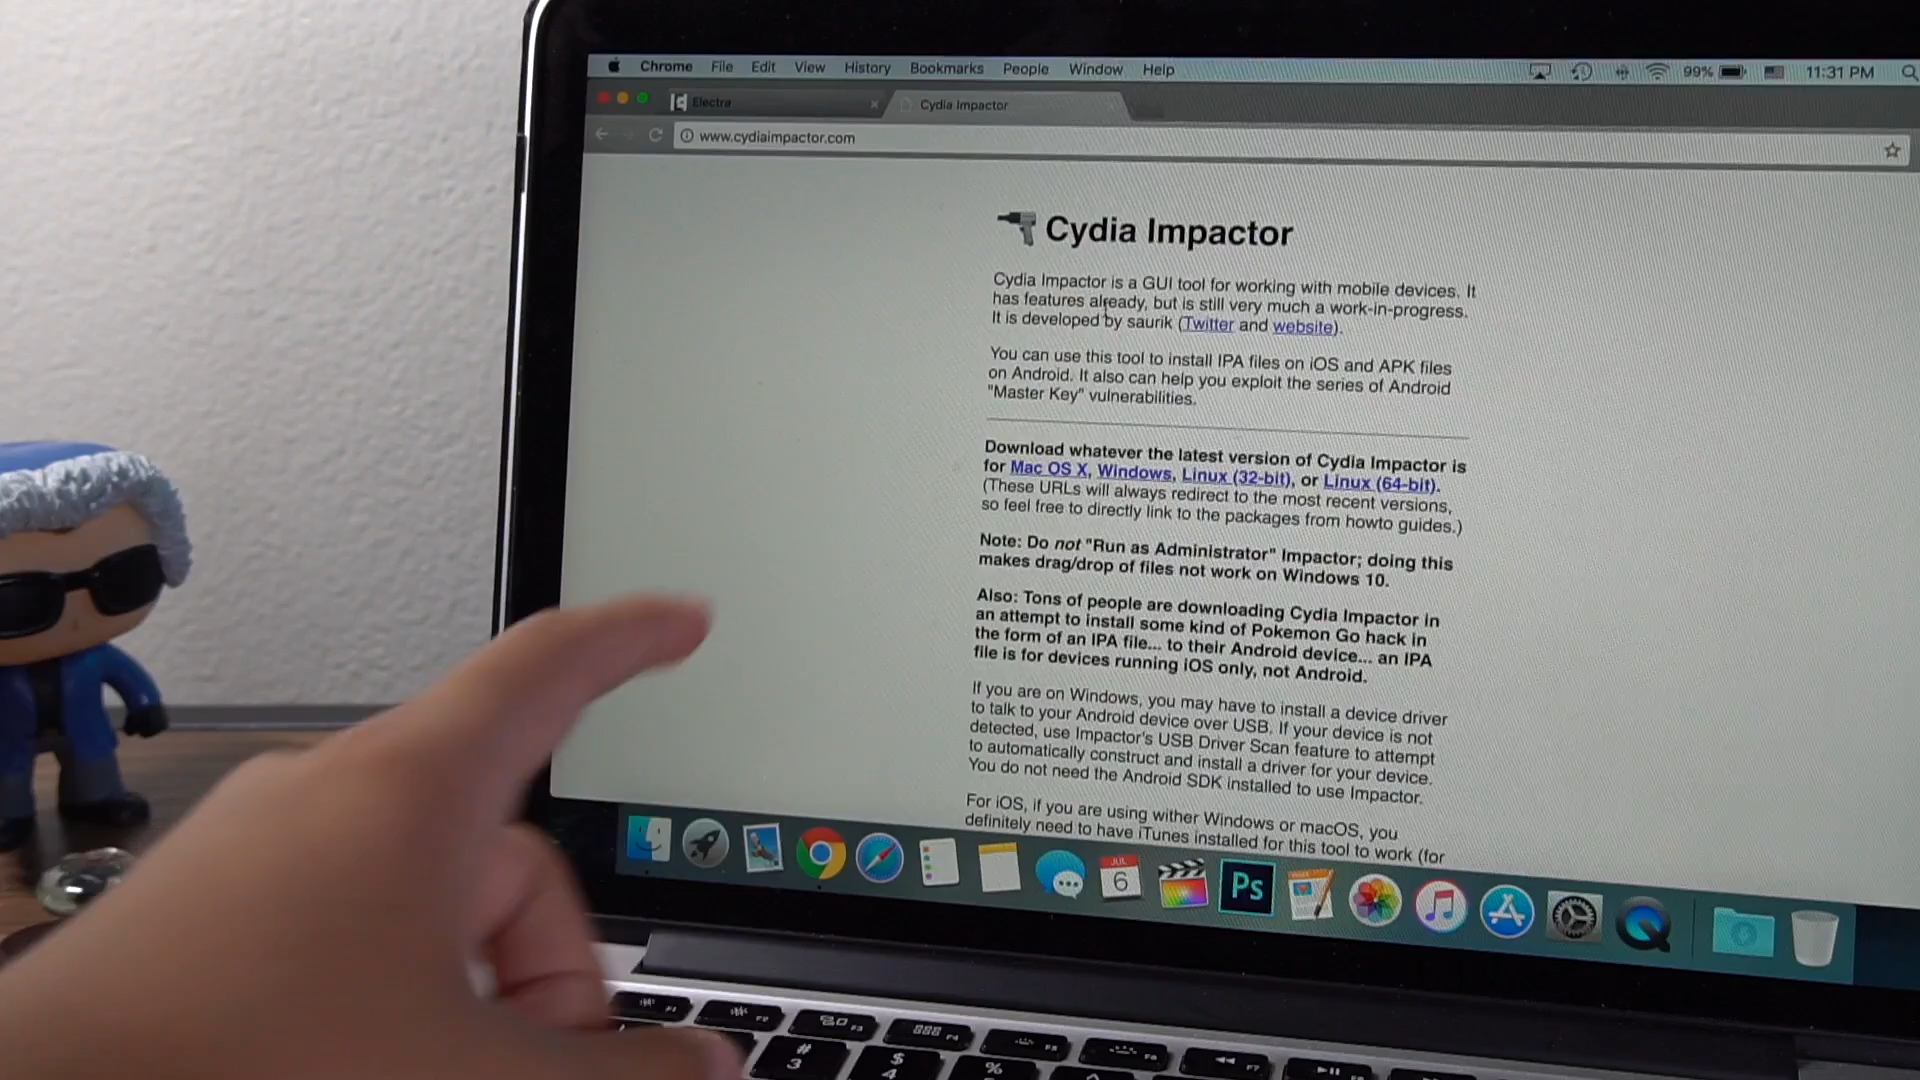 Chrome File Edit View History Bookmarks People Window Help 99% 11:31 PM
Electra
Cydia Impactor
www.cydiaimpactor.com
Cydia Impactor
Cydia Impactor is a GUI tool for working with mobile devices. It
has features already, but is still very much a work-in-progress.
It is developed by saurik (Twitter and website).
You can use this tool to install IPA files on iOS and APK files
on Android. It also can help you exploit the series of Android
"Master Key" vulnerabilities.
Download whatever the latest version of Cydia Impactor is
for Mac OS X, Windows, Linux (32-bit), or Linux (64-bit).
(These URLs will always redirect to the most recent versions,
so feel free to directly link to the packages from howto guides.)
Note: Do not "Run as Administrator" Impactor; doing this
makes drag/drop of files not work on Windows 10.
Also: Tons of people are downloading Cydia Impactor in
an attempt to install some kind of Pokemon Go hack in
the form of an IPA file... to their Android device... an IPA
file is for devices running iOS only, not Android.
If you are on Windows, you may have to install a device driver
to talk to your Android device over USB. If your device is not
detected, use Impactor's USB Driver Scan feature to attempt
to automatically construct and install a driver for your device.
You do not need the Android SDK installed to use Impactor.
For iOS, if you are using wither Windows or macOS, you
definitely need to have iTunes installed for this tool to work (for
JUL
6
Ps
F1 F2 F3 F4 F5 F6 F7
# 3
$ 4
%